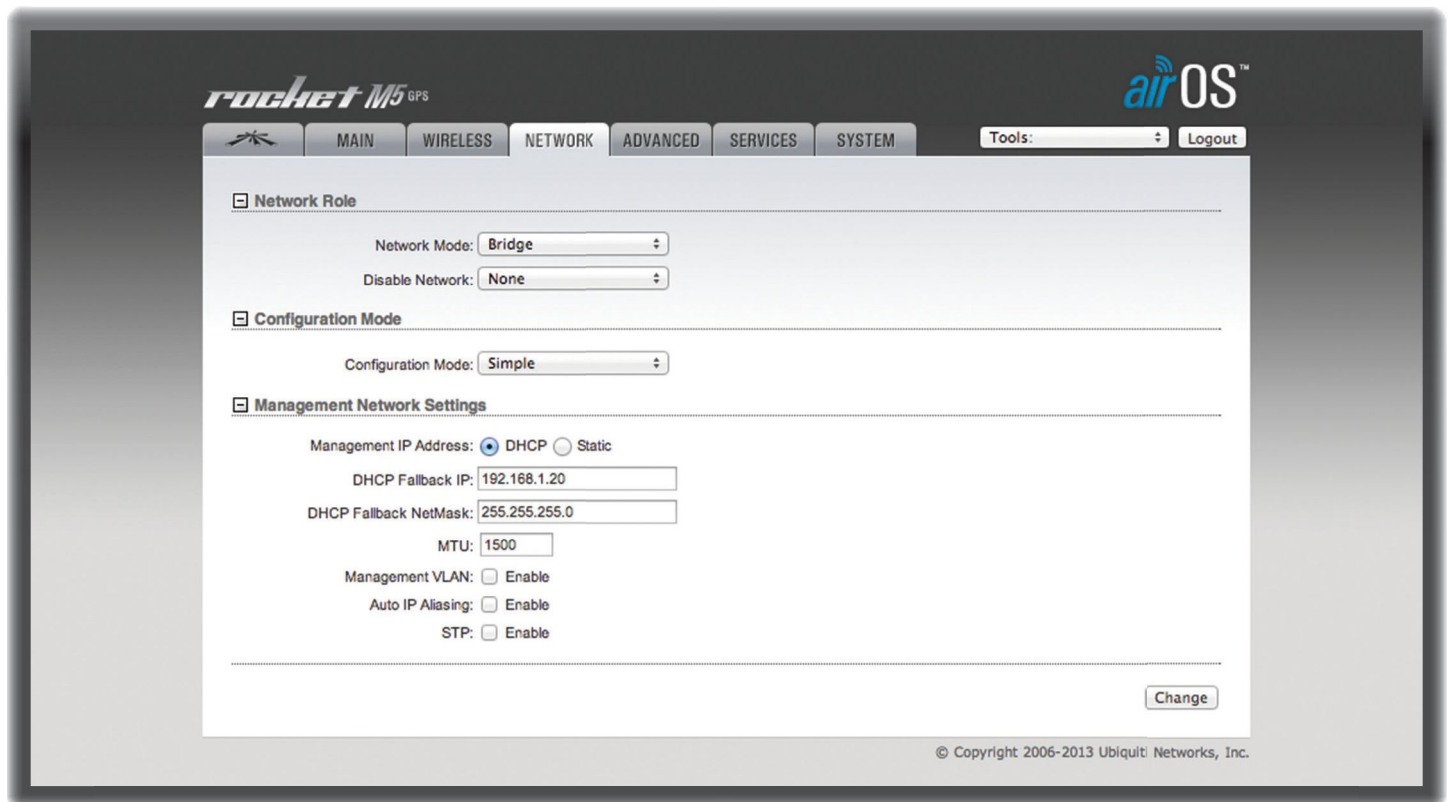 rocket M5 GPS
airOS™
MAIN WIRELESS NETWORK ADVANCED SERVICES SYSTEM Tools: Logout
Network Role
Network Mode: Bridge
Disable Network: None
Configuration Mode
Configuration Mode: Simple
Management Network Settings
Management IP Address: DHCP Static
DHCP Fallback IP: 192.168.1.20
DHCP Fallback NetMask: 255.255.255.0
MTU: 1500
Management VLAN: Enable
Auto IP Aliasing: Enable
STP: Enable
Change
© Copyright 2006-2013 Ubiquiti Networks, Inc.